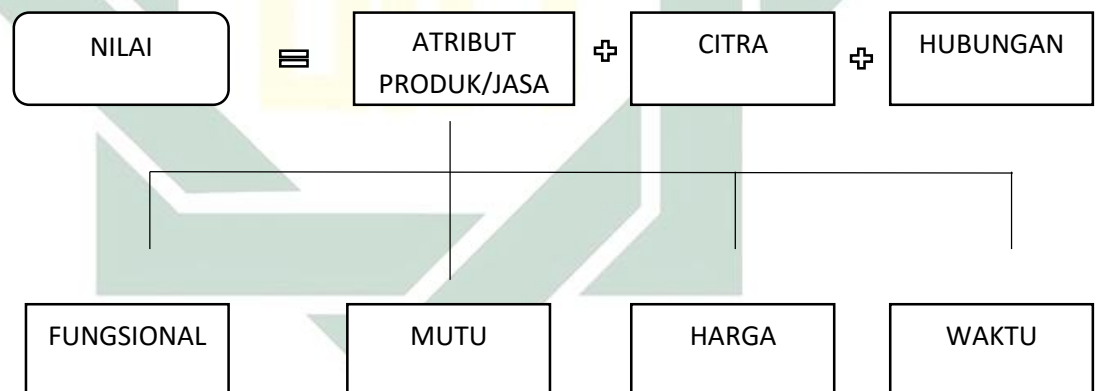 NILAI
=
ATRIBUT
PRODUK/JASA
+
CITRA
+
HUBUNGAN
FUNGSIONAL
MUTU
HARGA
WAKTU